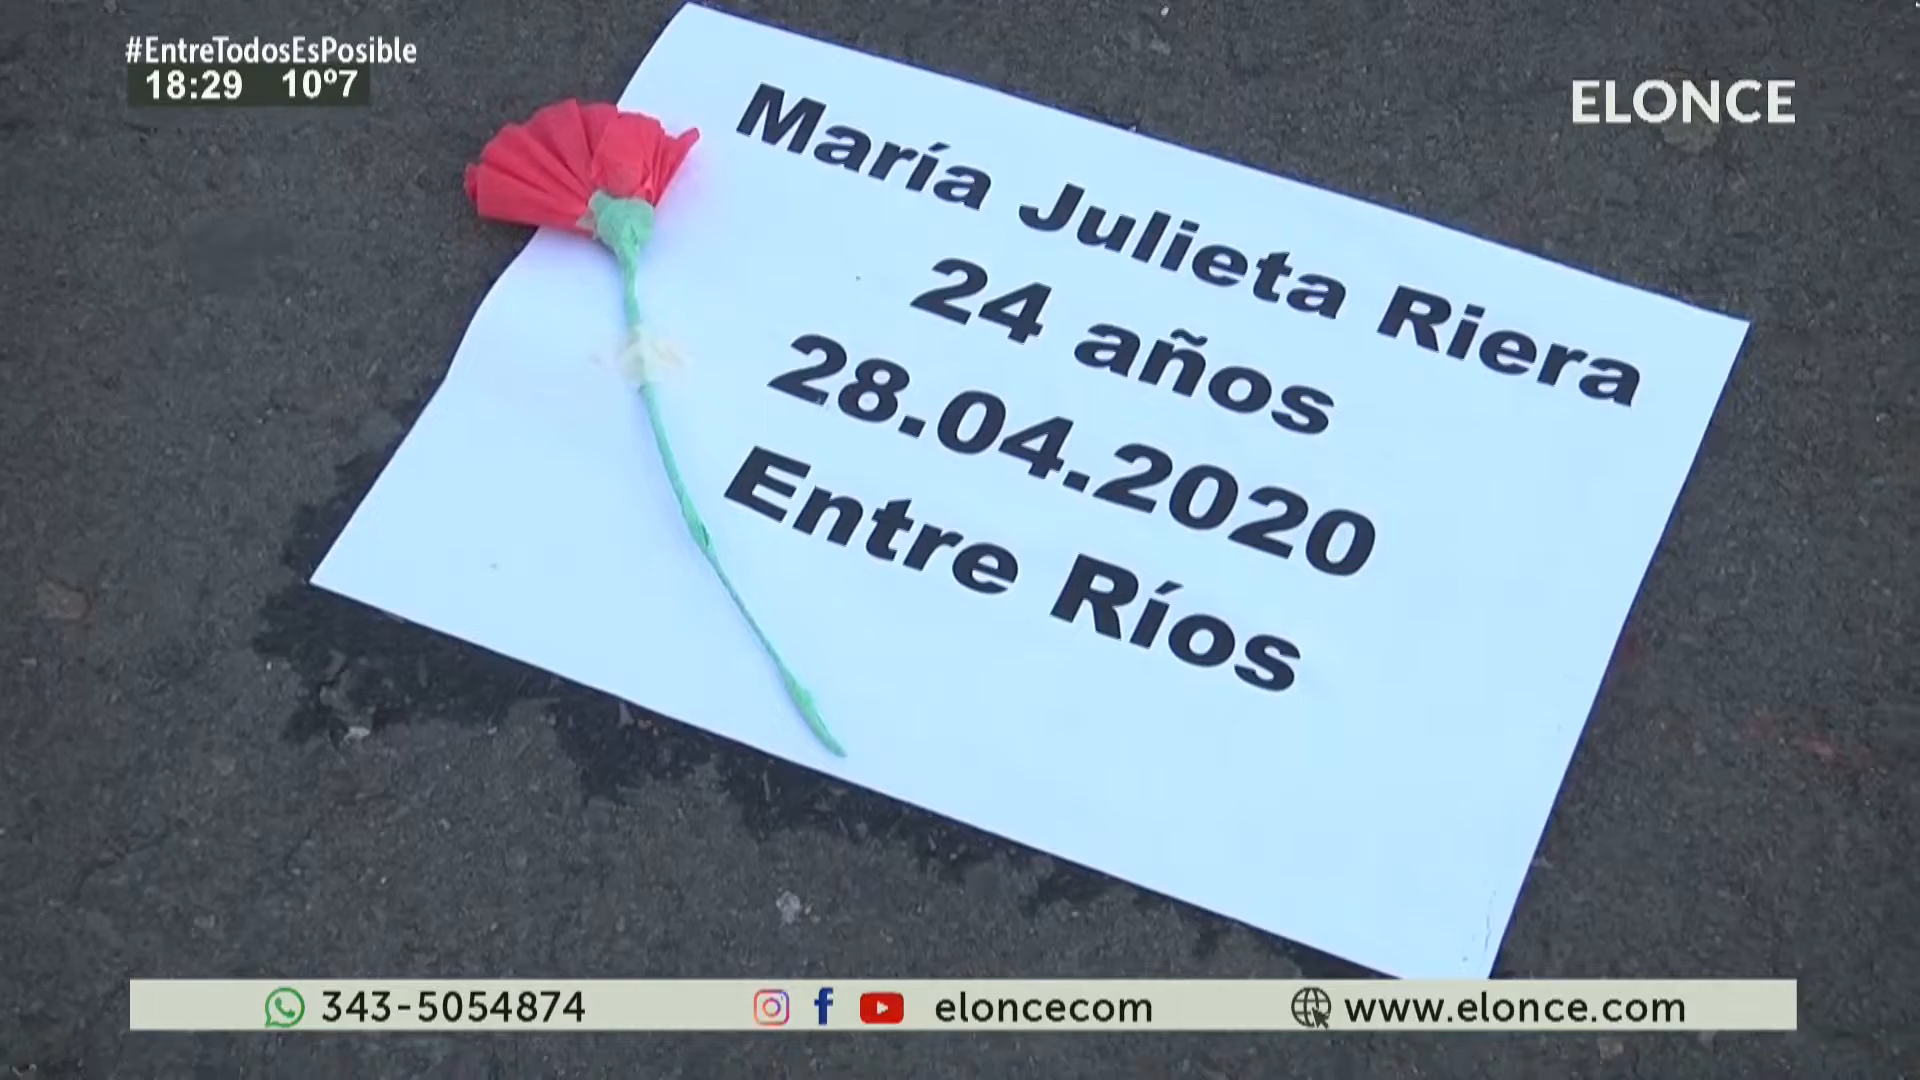 #EntreTodosEsPosible
18:29 10º7
ELONCE
María Julieta Riera
24 años
28.04.2020
Entre Ríos
343-5054874
eloncecom
www.elonce.com